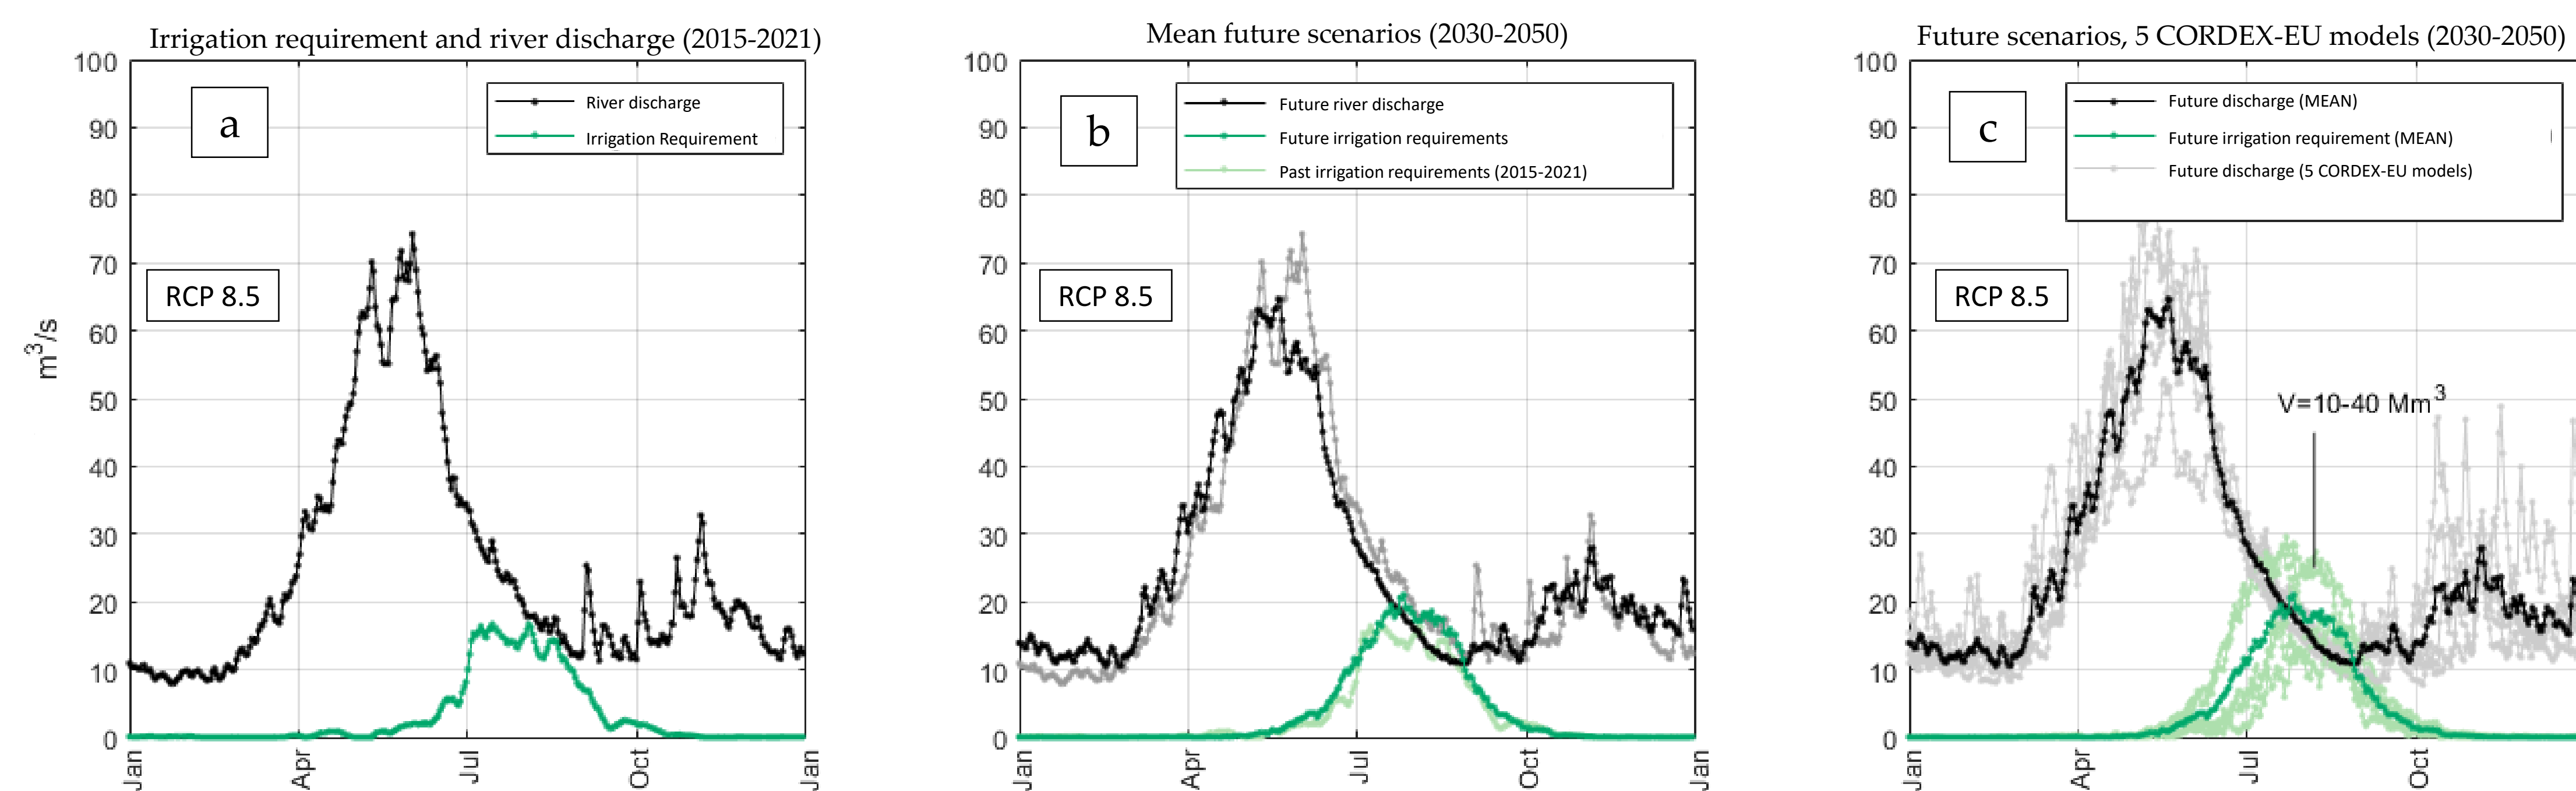 Irrigation requirement and river discharge (2015-2021)
100
90
80
70
60
50
40
30
20
10
0
m³/s
a
River discharge
Irrigation Requirement
RCP 8.5
Jan
Apr
Jul
Oct
Jan
Mean future scenarios (2030-2050)
100
90
80
70
60
50
40
30
20
10
0
b
Future river discharge
Future irrigation requirements
Past irrigation requirements (2015-2021)
RCP 8.5
Jan
Apr
Jul
Oct
Jan
Future scenarios, 5 CORDEX-EU models (2030-2050)
100
90
80
70
60
50
40
30
20
10
0
c
Future discharge (MEAN)
Future irrigation requirement (MEAN)
Future discharge (5 CORDEX-EU models)
RCP 8.5
V=10-40 Mm³
Jan
Apr
Jul
Oct